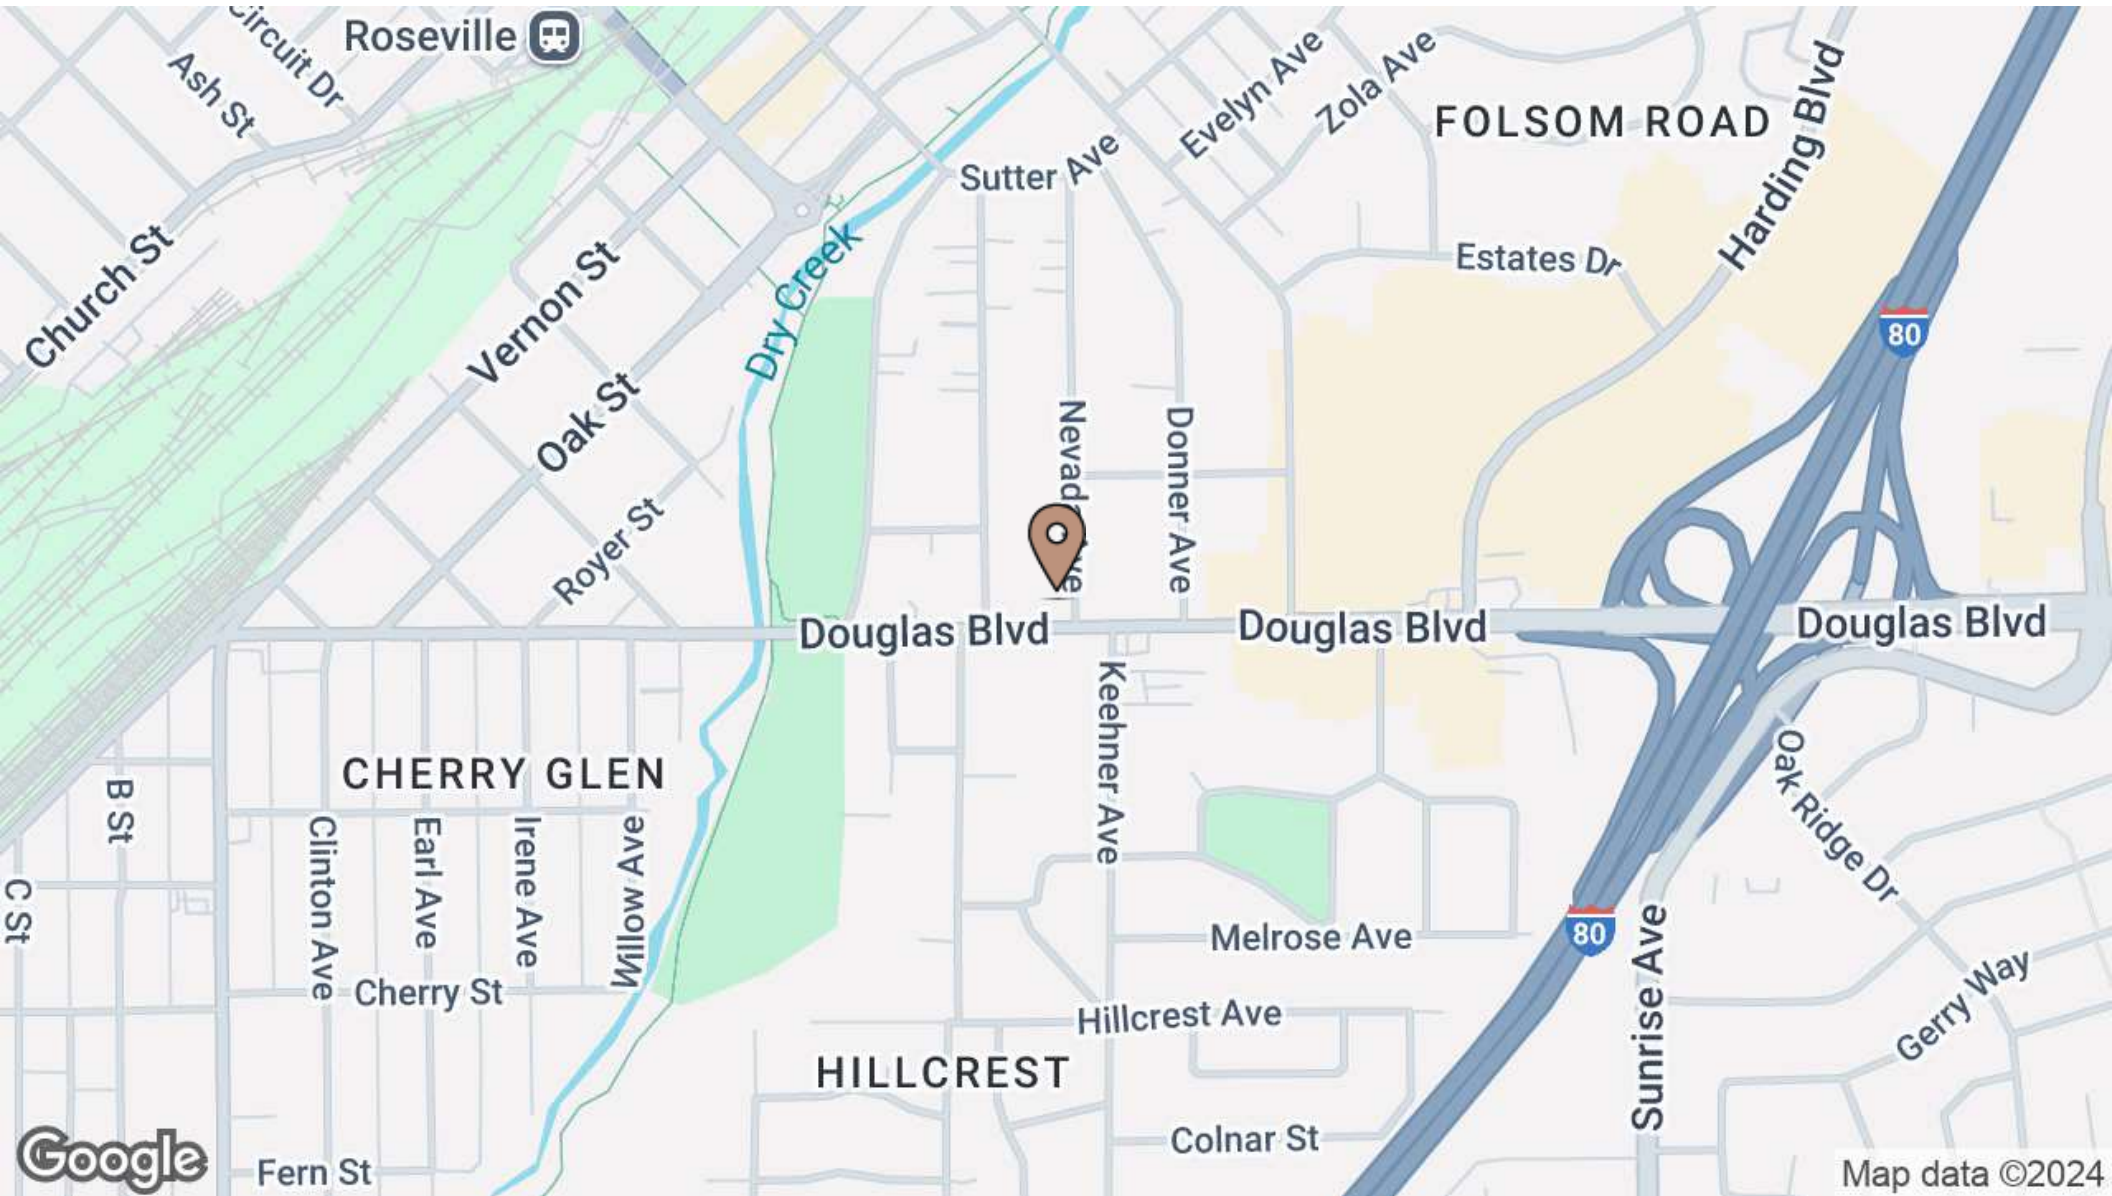 Roseville
Circuit Dr
Ash St
Evelyn Ave
Zola Ave
Harding Blvd
FOLSOM ROAD
Sutter Ave
Church St
Vernon St
Dry Creek
Estates Dr
80
Oak St
Nevad Ave
Donner Ave
Royer St
Douglas Blvd
Douglas Blvd
Douglas Blvd
Keehner Ave
CHERRY GLEN
Oak Ridge Dr
B St
Clinton Ave
Earl Ave
Irene Ave
Willow Ave
C St
Melrose Ave
80
Sunrise Ave
Cherry St
Hillcrest Ave
Gerry Way
HILLCREST
Colnar St
Google
Fern St
Map data ©2024